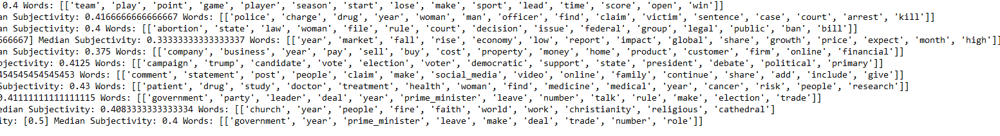 0.4 Words: [['team', 'play', 'point', 'game', 'player', 'season', 'start', 'lose', 'make', 'sport', 'lead', 'time', 'score', 'open', 'win']]
an Subjectivity: 0.4166666666666667 Words: [['police', 'charge', 'drug', 'year', 'woman', 'man', 'officer', 'find', 'claim', 'victim', 'sentence', 'case', 'court', 'arrest', 'kill']]
an Subjectivity: 0.4 Words: [['abortion', 'state', 'law', 'woman', 'file', 'rule', 'court', 'decision', 'issue', 'federal', 'group', 'legal', 'public', 'ban', 'bill']]
666667] Median Subjectivity: 0.33333333333333337 Words: [['year', 'market', 'fall', 'rise', 'economy', 'low', 'report', 'impact', 'global', 'share', 'growth', 'price', 'expect', 'month', 'high']]
an Subjectivity: 0.375 Words: [['company', 'business', 'year', 'pay', 'sell', 'buy', 'cost', 'property', 'money', 'home', 'product', 'customer', 'firm', 'online', 'financial']]
bjectivity: 0.4125 Words: [['campaign', 'trump', 'candidate', 'vote', 'election', 'voter', 'democratic', 'support', 'state', 'president', 'debate', 'political', 'primary']]
454545454545453 Words: [['comment', 'statement', 'post', 'people', 'claim', 'make', 'social_media', 'video', 'online', 'family', 'continue', 'share', 'add', 'include', 'give']]
Subjectivity: 0.43 Words: [['patient', 'drug', 'study', 'doctor', 'treatment', 'health', 'woman', 'find', 'medicine', 'medical', 'year', 'cancer', 'risk', 'people', 'research']]
0.41111111111111115 Words: [['government', 'party', 'leader', 'deal', 'year', 'prime_minister', 'leave', 'number', 'talk', 'rule', 'make', 'election', 'trade']]
edian Subjectivity: 0.4083333333333334 Words: [['church', 'year', 'people', 'fire', 'faith', 'world', 'work', 'christianity', 'religious', 'cathedral']
ity: [0.5] Median Subjectivity: 0.4 Words: [['government', 'year', 'prime_minister', 'leave', 'make', 'deal', 'trade', 'number', 'role']]